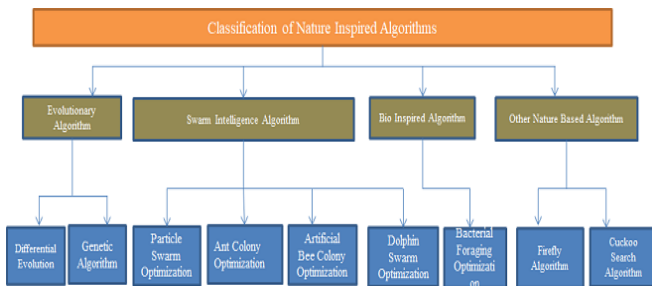 Classification of Nature Inspired Algorithms
Evolutionary
Algorithm
Swarm Intelligence Algorithm
Bio Inspired Algorithm
Other Nature Based Algorithm
Differential
Evolution
Genetic
Algorithm
Particle
Swarm
Optimization
Ant Colony
Optimization
Artificial
Bee Colony
Optimization
Dolphin
Swarm
Optimization
Bacterial
Foraging
Optimizati
on
Firefly
Algorithm
Cuckoo
Search
Algorithm